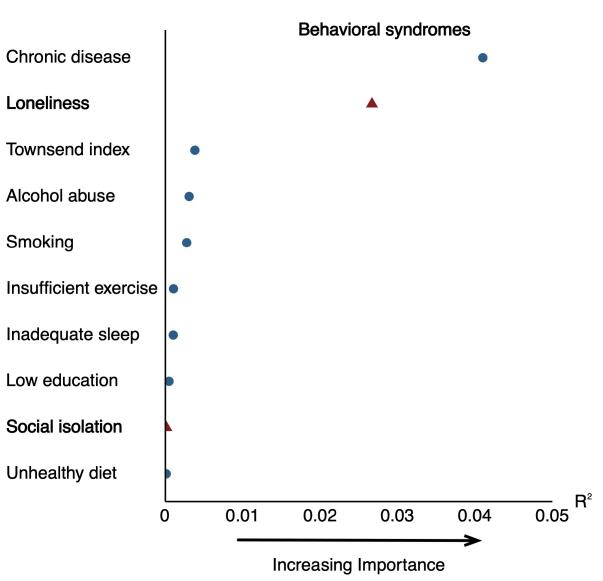 Behavioral syndromes
Chronic disease
Loneliness
Townsend index
Alcohol abuse
Smoking
Insufficient exercise
Inadequate sleep
Low education
Social isolation
Unhealthy diet
R²
0 0.01 0.02 0.03 0.04 0.05
Increasing Importance